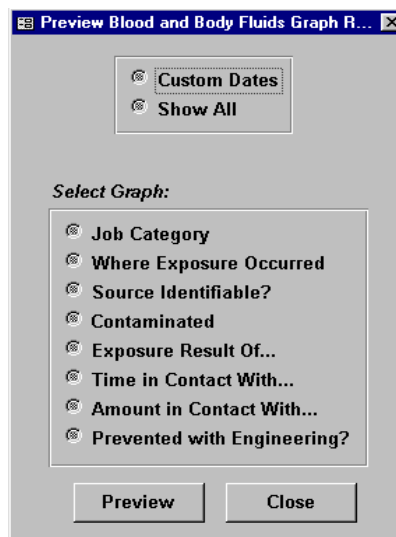 Preview Blood and Body Fluids Graph R...
Custom Dates
Show All
Select Graph:
Job Category
Where Exposure Occurred
Source Identifiable?
Contaminated
Exposure Result Of...
Time in Contact With...
Amount in Contact With...
Prevented with Engineering?
Preview
Close